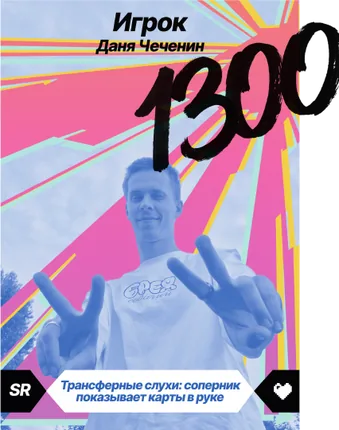 Игрок
Даня Чеченин
1300
SR
Трансферные слухи: соперник
показывает карты в руке